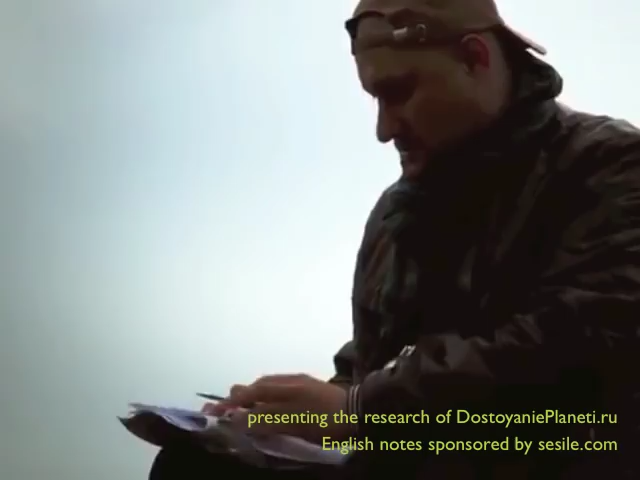 presenting the research of DostoyaniePlaneti.ru
English notes sponsored by sesile.com